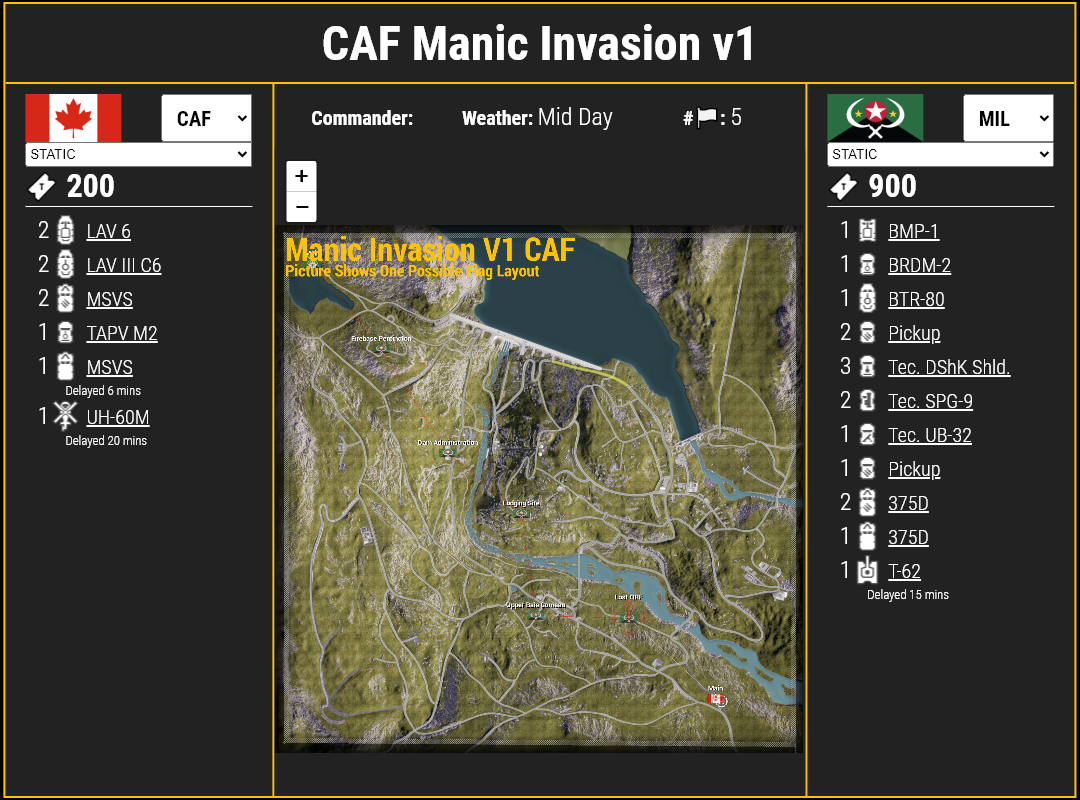 CAF Manic Invasion v1
CAF
STATIC
200
2 LAV 6
2 LAV III C6
2 MSVS
1 TAPV M2
1 MSVS
Delayed 6 mins
1 UH-60M
Delayed 20 mins
Commander:
Weather: Mid Day
# : 5
+
−
Manic Invasion V1 CAF
Picture Shows One Possible Flag Layout
Firebase Pennington
Dam Administration
Lodging Site
Upper Bale Comeau
Lost
Main
MIL
STATIC
900
1 BMP-1
1 BRDM-2
1 BTR-80
2 Pickup
3 Tec. DShK Shld.
2 Tec. SPG-9
1 Tec. UB-32
1 Pickup
2 375D
1 375D
1 T-62
Delayed 15 mins